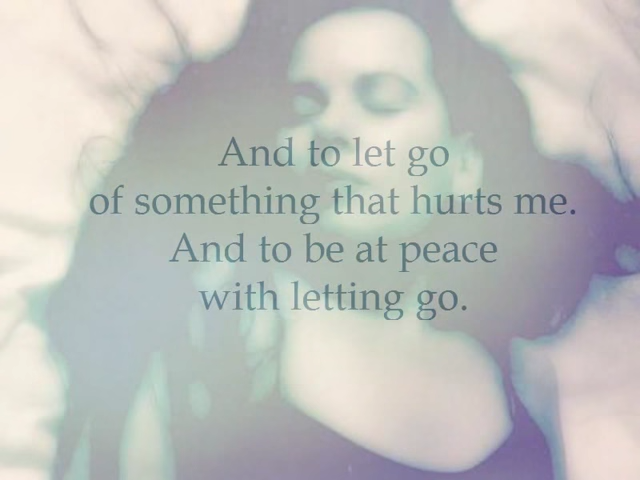 And to let go
of something that hurts me.
And to be at peace
with letting go.